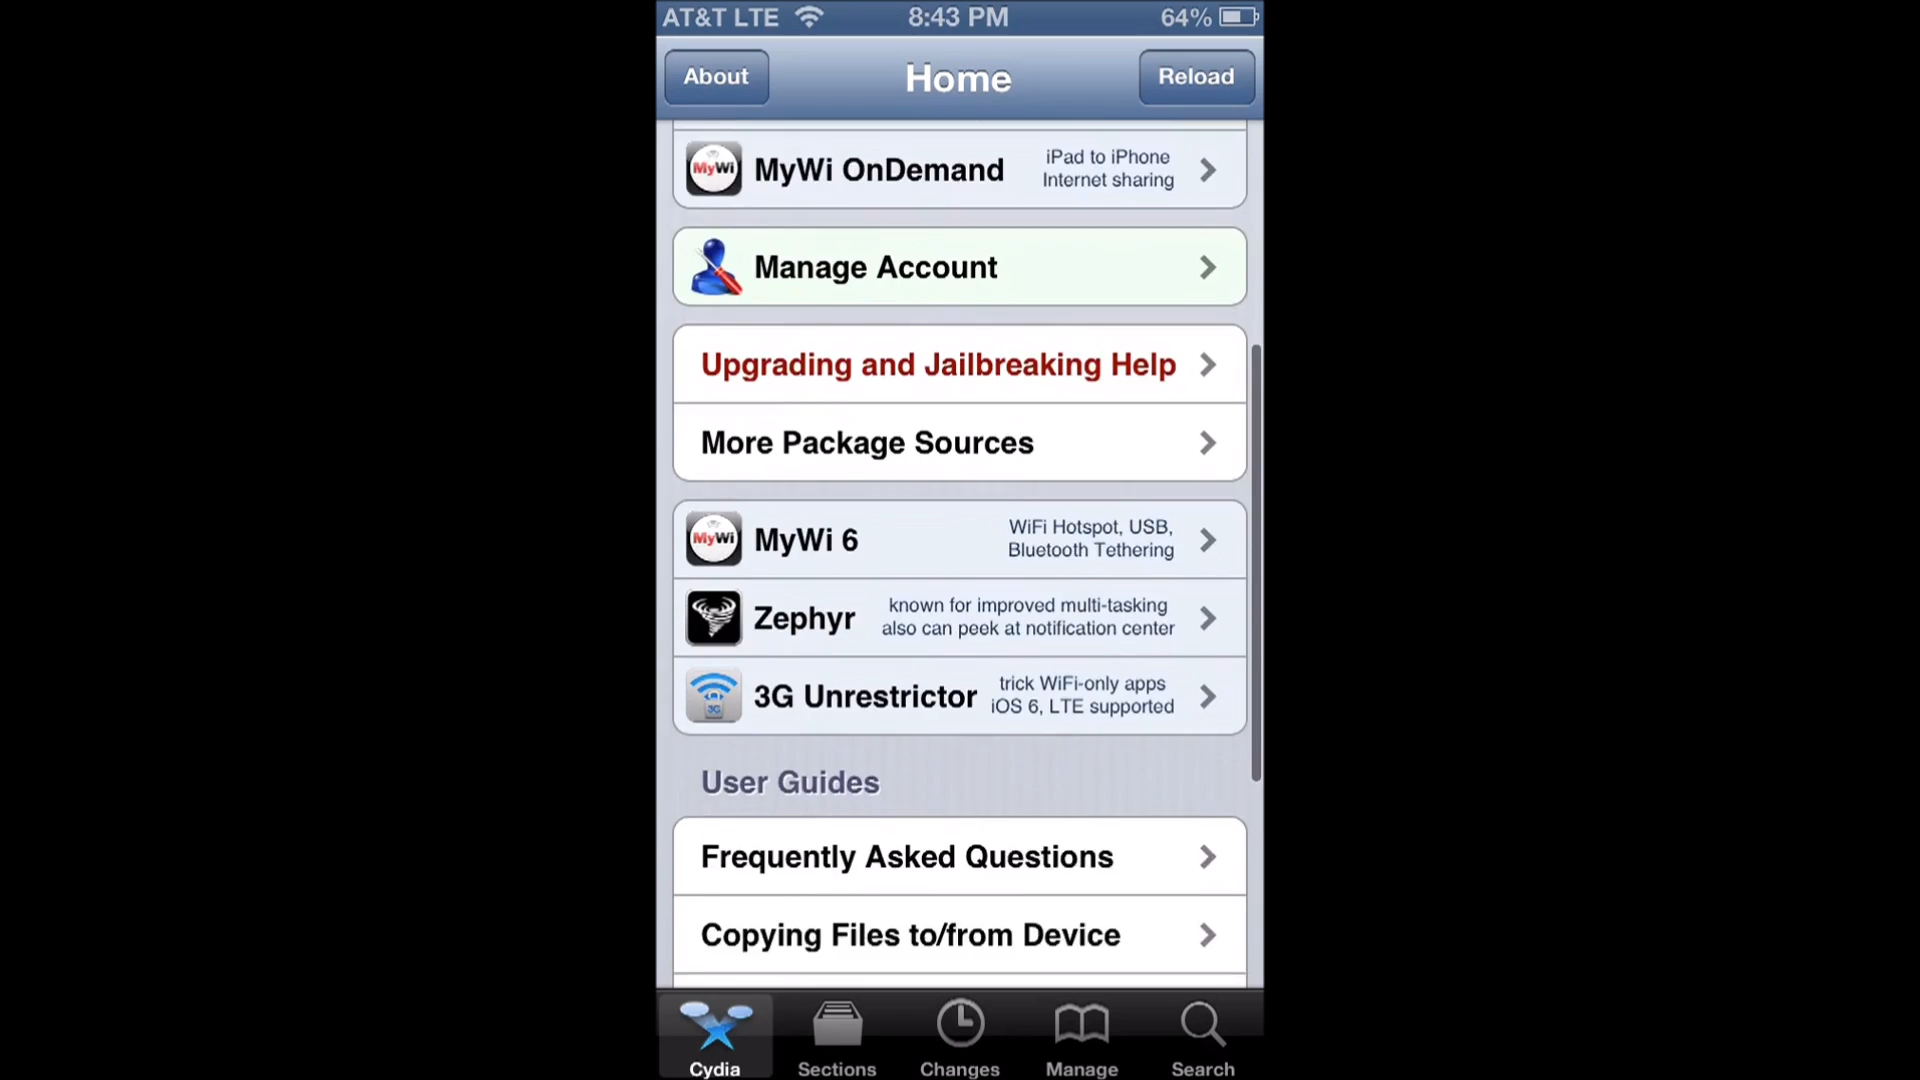 AT&T LTE 8:43 PM 64%
About Home Reload
MyWi MyWi OnDemand iPad to iPhone
Internet sharing
Manage Account
Upgrading and Jailbreaking Help
More Package Sources
MyWi MyWi 6 WiFi Hotspot, USB,
Bluetooth Tethering
Zephyr known for improved multi-tasking
also can peek at notification center
3G 3G Unrestrictor trick WiFi-only apps
iOS 6, LTE supported
User Guides
Frequently Asked Questions
Copying Files to/from Device
Cydia Sections Changes Manage Search